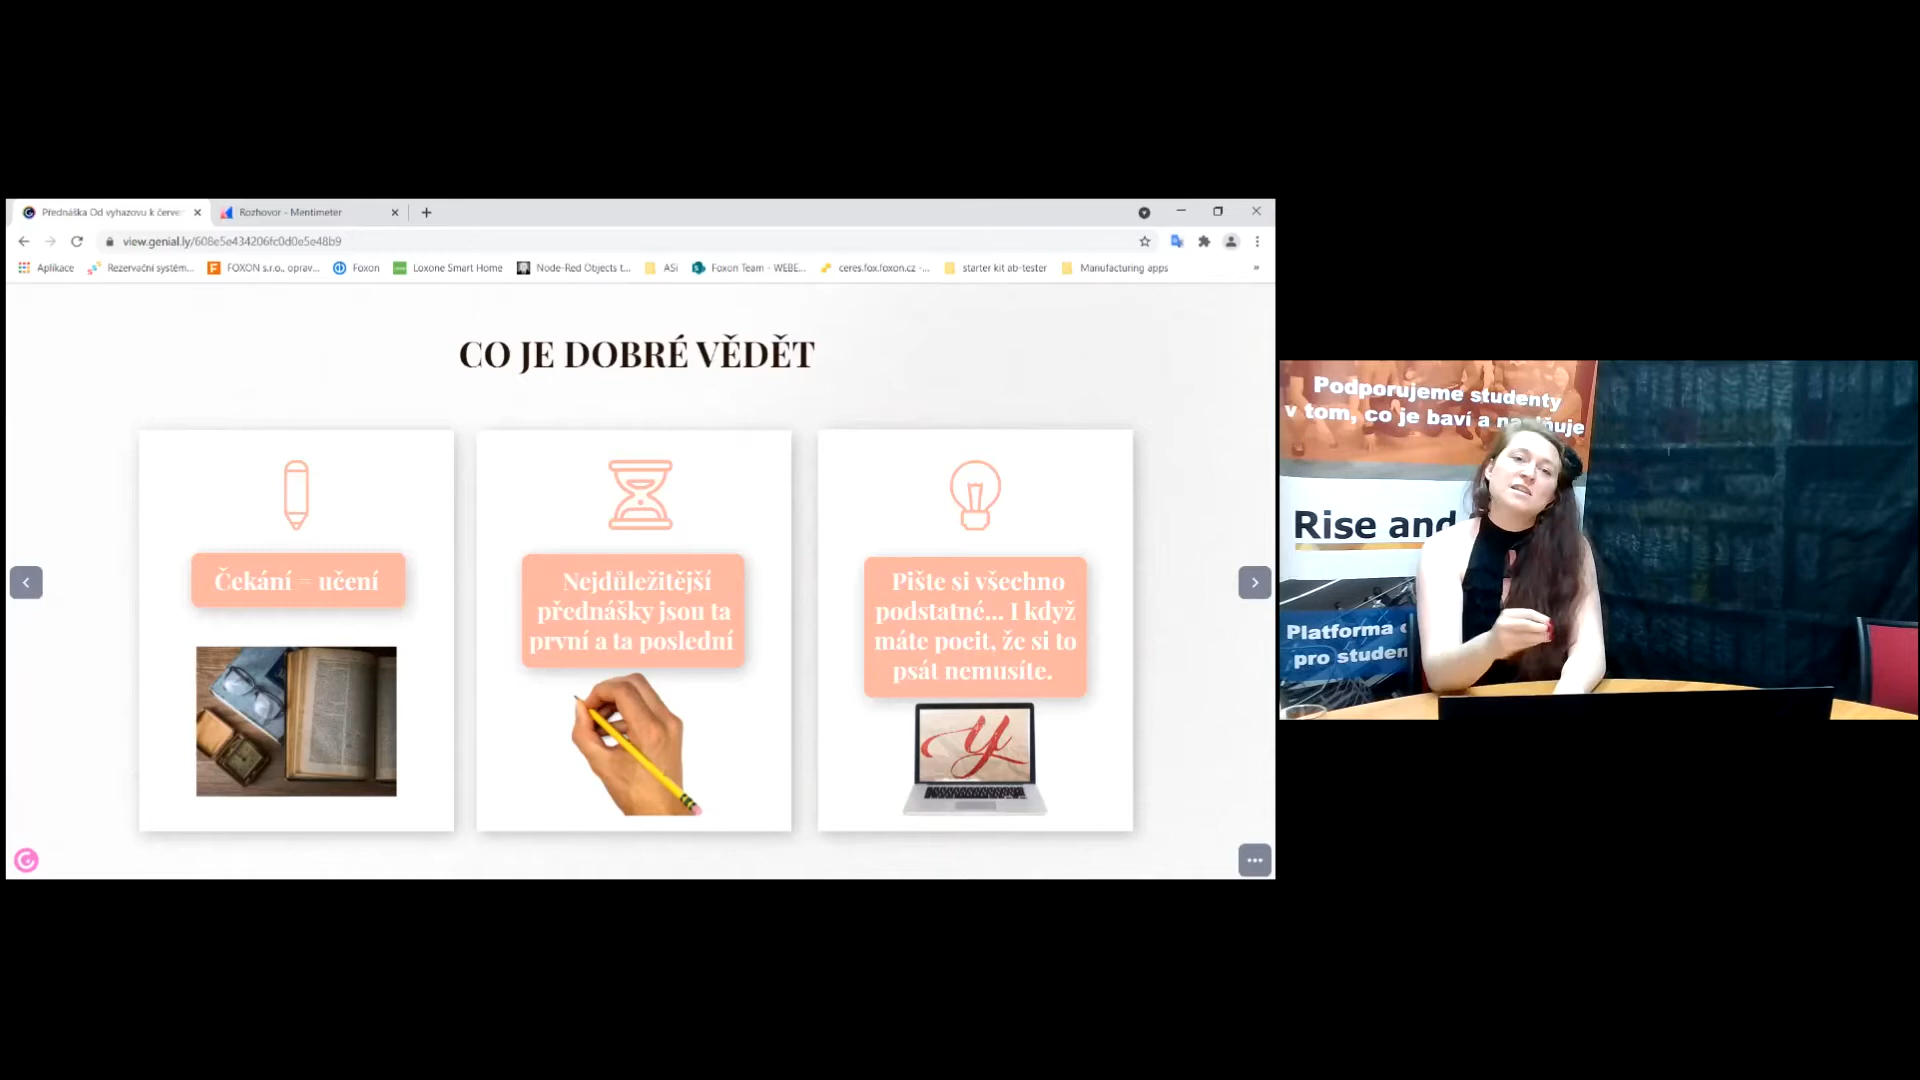 Přednáška Od vyhazovu k červe
Rozhovor - Mentimeter
view.genial.ly/608e5e434206fc0d0e5e48b9
Aplikace
Rezervační systém...
FOXON s.r.o., oprav...
Foxon
Loxone Smart Home
Node-Red Objects t...
ASi
Foxon Team - WEBE...
ceres.fox.foxon.cz -...
starter kit ab-tester
Manufacturing apps
CO JE DOBRÉ VĚDĚT
Čekání = učení
Nejdůležitější
přednášky jsou ta
první a ta poslední
Pište si všechno
podstatné... I když
máte pocit, že si to
psát nemusíte.
Podporujeme studenty
v tom, co je baví a
Rise and
Platforma
pro studen